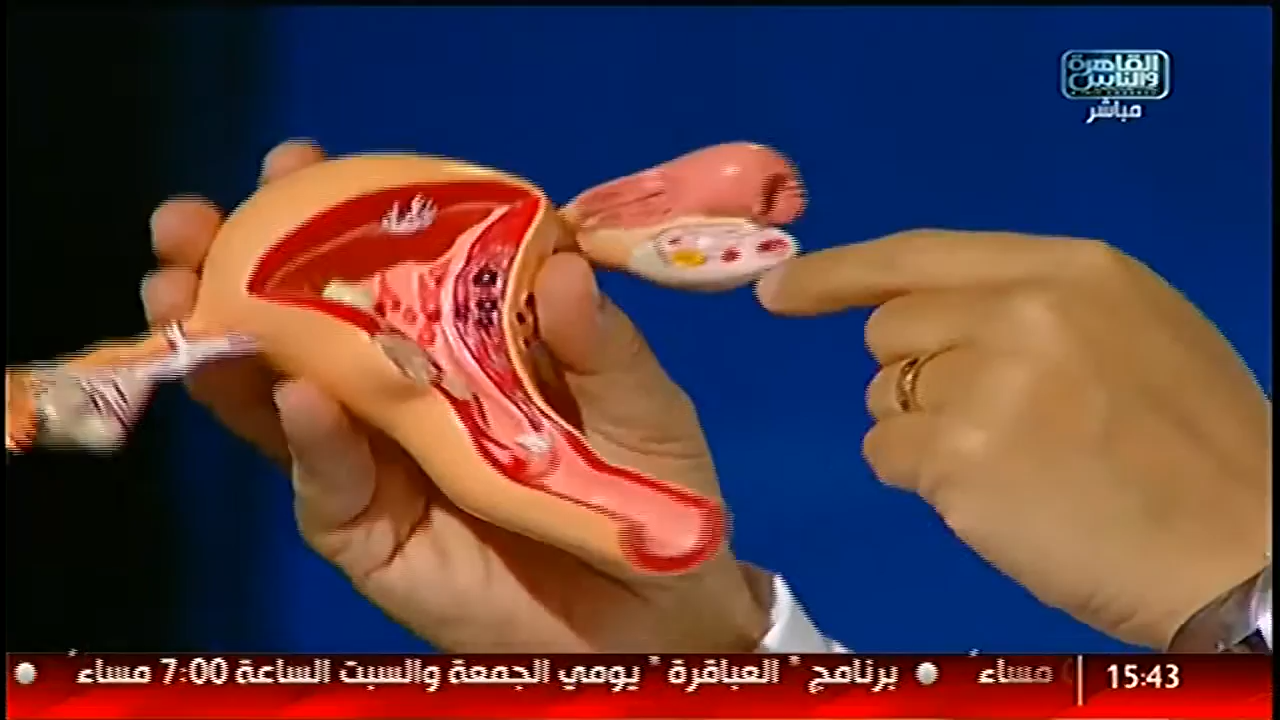 القاهرة
والناس
مباشر
مساءً ● برنامج " العباقرة " يومي الجمعة والسبت الساعة 7:00 مساءً ●
15:43